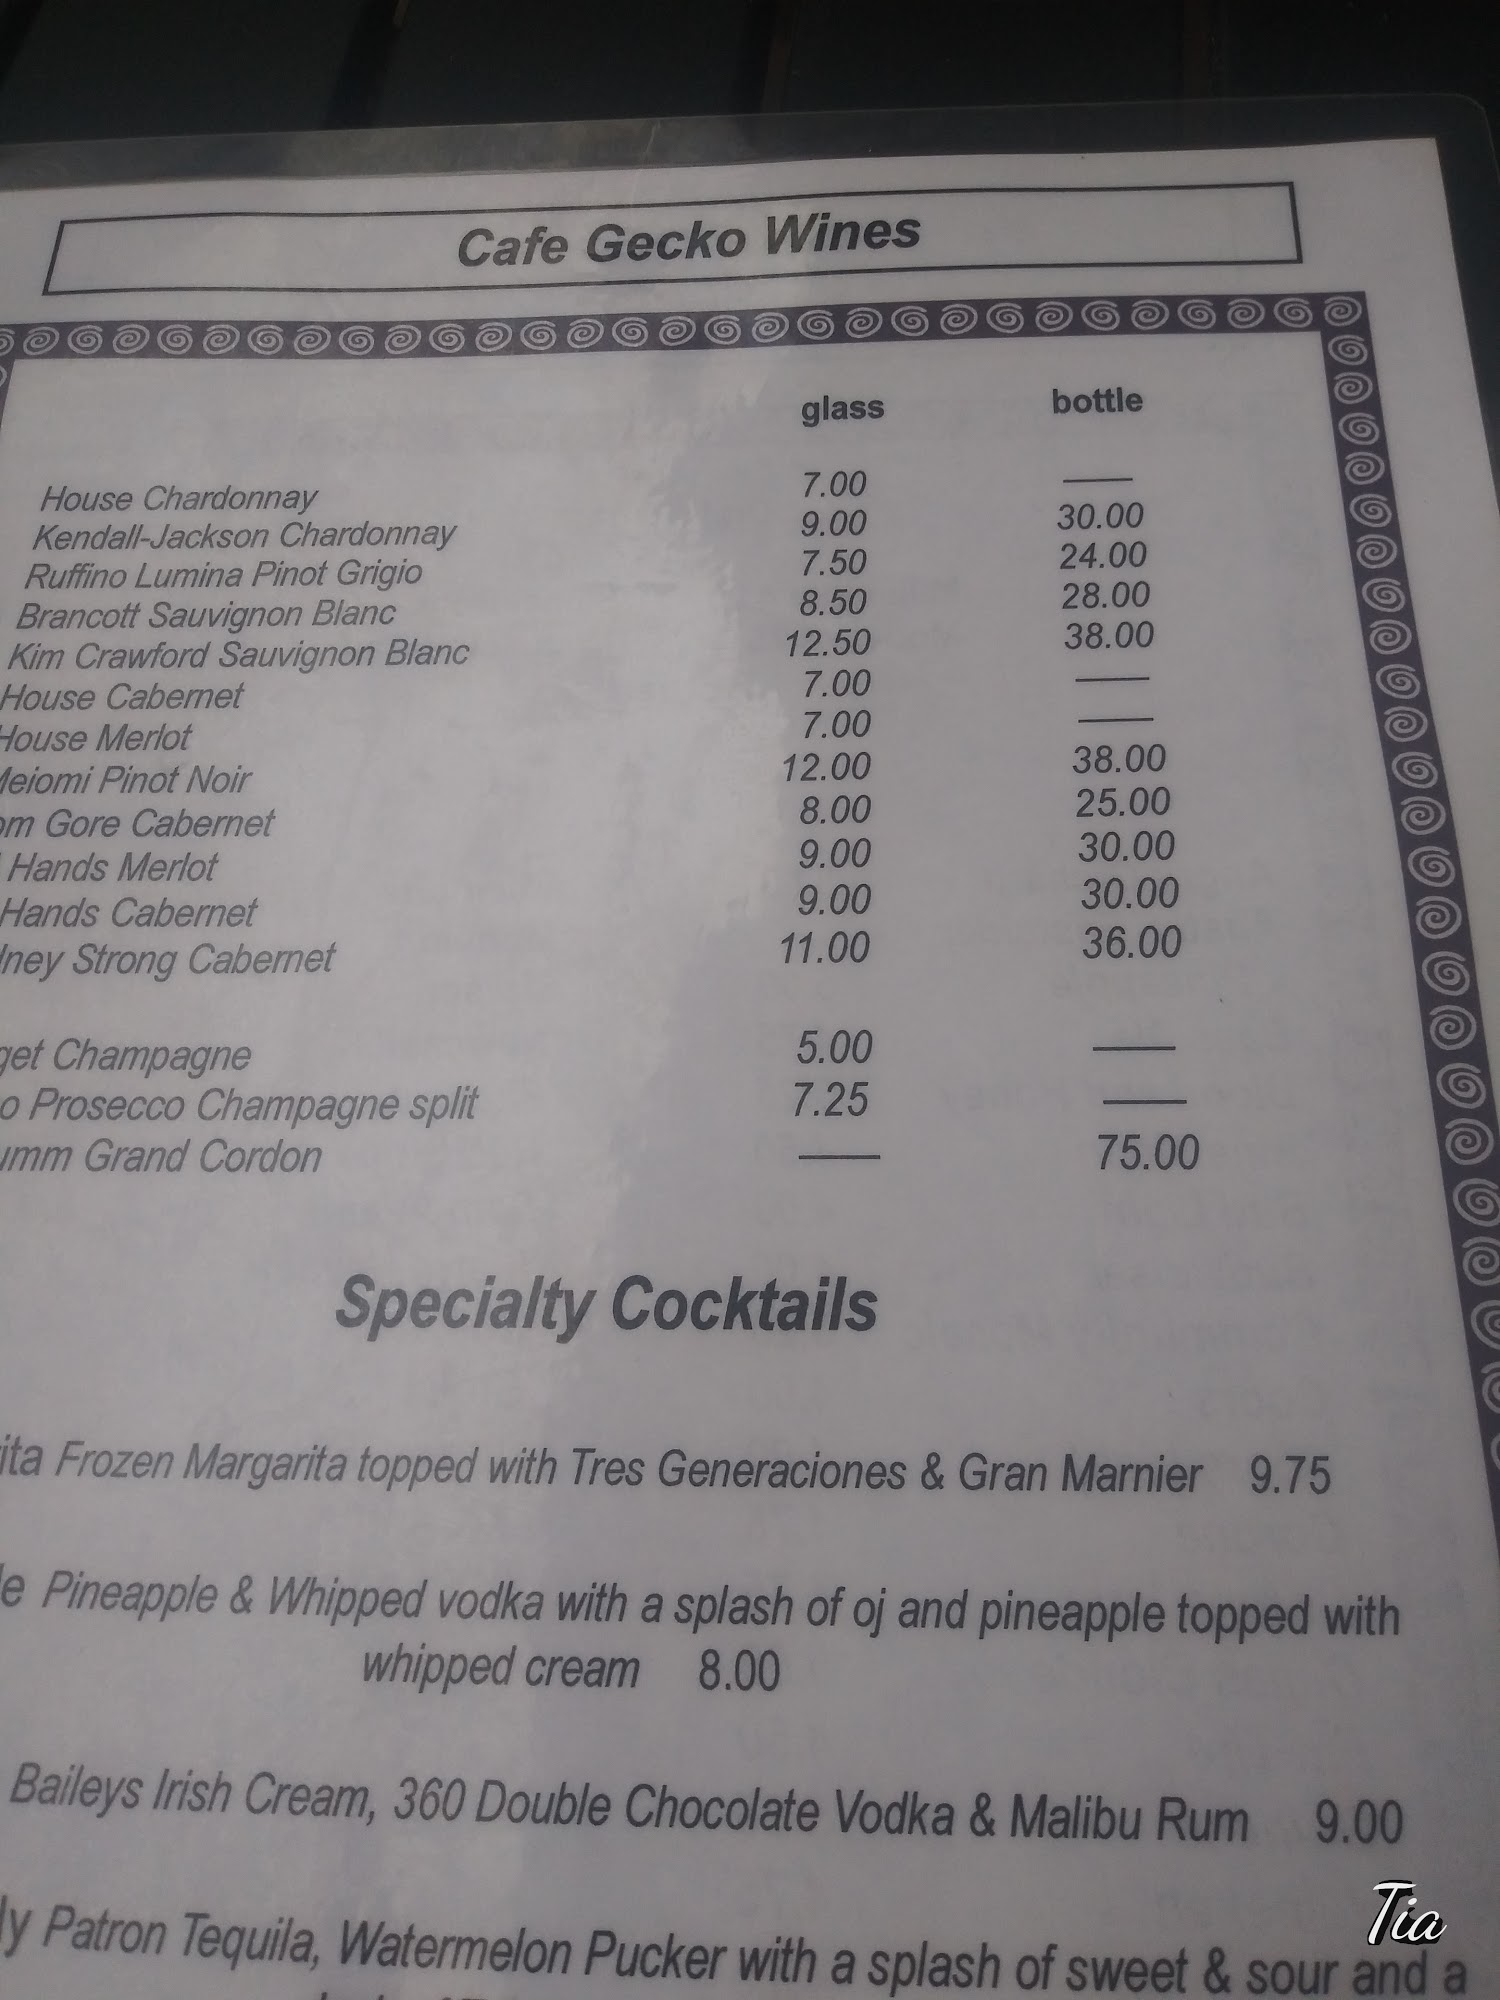 Cafe Gecko Wines
glass bottle
House Chardonnay 7.00
Kendall-Jackson Chardonnay 9.00 30.00
Ruffino Lumina Pinot Grigio 7.50 24.00
Brancott Sauvignon Blanc 8.50 28.00
Kim Crawford Sauvignon Blanc 12.50 38.00
House Cabernet 7.00
House Merlot 7.00
Meiomi Pinot Noir 12.00 38.00
Gore Cabernet 8.00 25.00
Hands Merlot 9.00 30.00
Hands Cabernet 9.00 30.00
Strong Cabernet 11.00 36.00
Champagne 5.00
Prosecco Champagne split 7.25
Grand Cordon 75.00
Specialty Cocktails
Frozen Margarita topped with Tres Generaciones & Gran Marnier 9.75
Pineapple & Whipped vodka with a splash of oj and pineapple topped with
whipped cream 8.00
Baileys Irish Cream, 360 Double Chocolate Vodka & Malibu Rum 9.00
Patron Tequila, Watermelon Pucker with a splash of sweet & sour and a
Tia